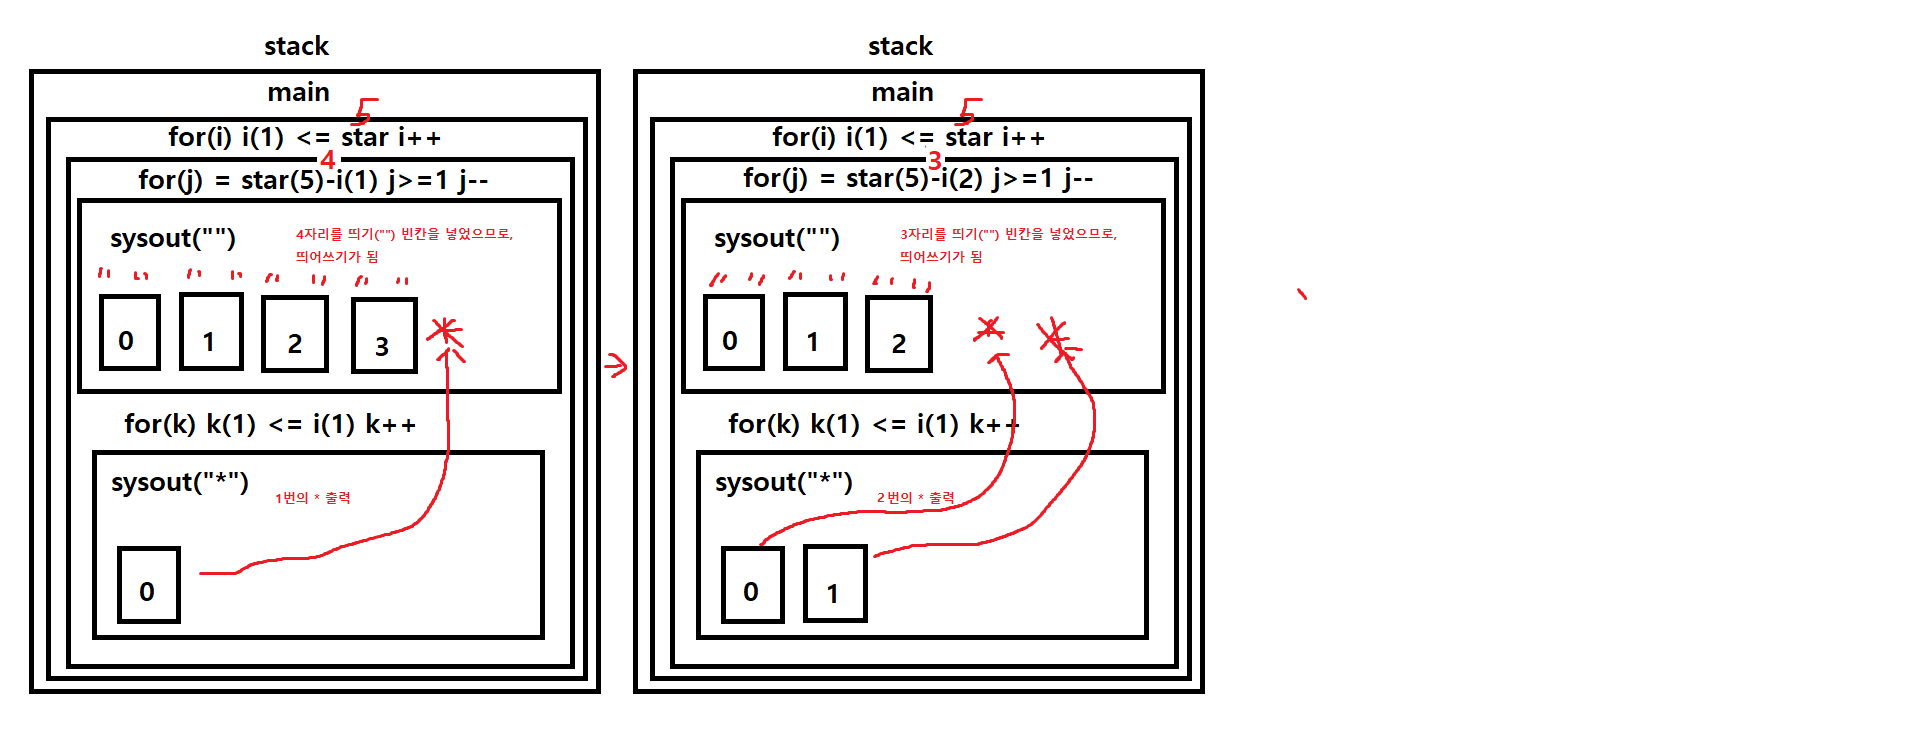 stack
main
5
for(i) i(1) <= star i++
4
for(j) = star(5)-i(1) j>=1 j--
sysout("")
4자리를 띄기("") 빈칸을 넣었으므로,
띄어쓰기가 됨
" " " " " " " "
0 1 2 3 *
for(k) k(1) <= i(1) k++
sysout("*")
1번의 * 출력
0
stack
main
5
for(i) i(1) <= star i++
3
for(j) = star(5)-i(2) j>=1 j--
sysout("")
3자리를 띄기("") 빈칸을 넣었으므로,
띄어쓰기가 됨
" " " " " "
0 1 2 * *
for(k) k(1) <= i(1) k++
sysout("*")
2번의 * 출력
0 1